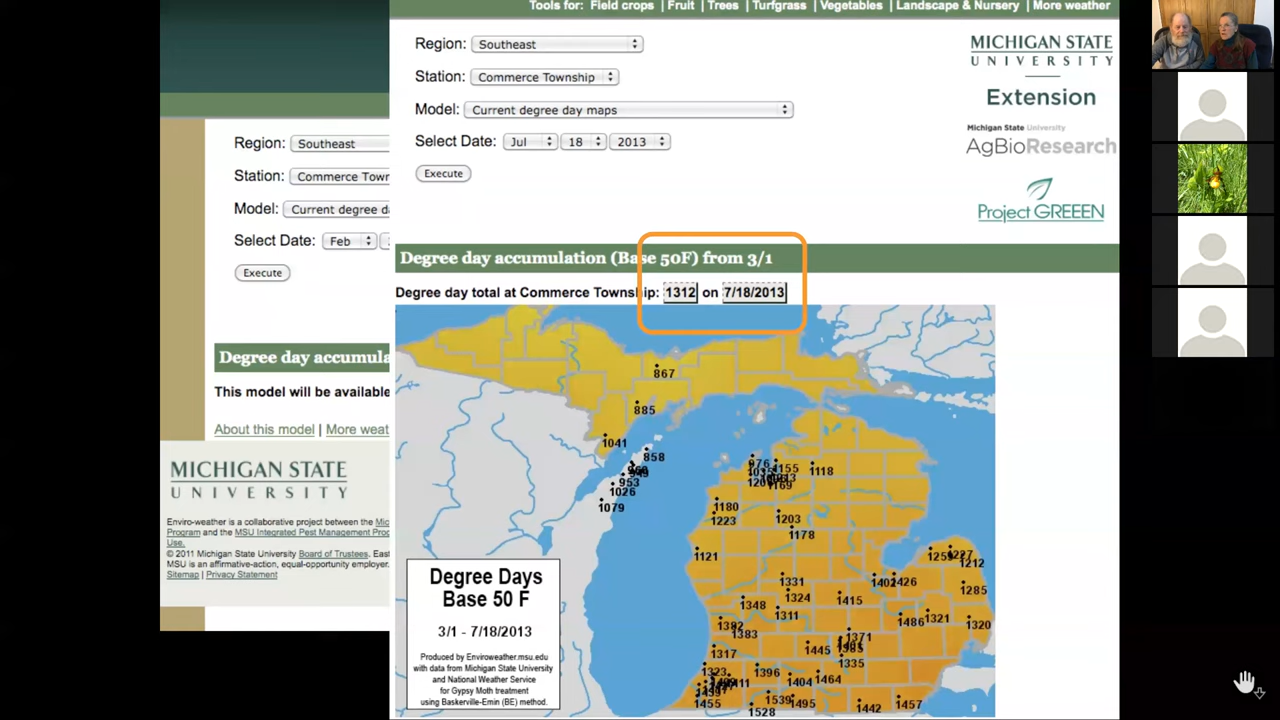 Tools for: Field crops | Fruit | Trees | Turfgrass | Vegetables | Landscape & Nursery | More weather
Region: Southeast
Station: Commerce Township
Model: Current degree day maps
Select Date: Jul 18 2013
Execute
MICHIGAN STATE
UNIVERSITY
Extension
Michigan State University
AgBioResearch
Project GREEEN
Region: Southeast
Station: Commerce Town
Model: Current degree d
Select Date: Feb
Execute
Degree day accumula
This model will be available
About this model | More weat
MICHIGAN STATE
UNIVERSITY
Enviro-weather is a collaborative project between the Mic
Program and the MSU Integrated Pest Management Prog
Use.
© 2011 Michigan State University Board of Trustees. East
MSU is an affirmative-action, equal-opportunity employer.
Sitemap | Privacy Statement
Degree day accumulation (Base 50F) from 3/1
Degree day total at Commerce Township: 1312 on 7/18/2013
867
885
1041
858
953
1026
1079
976
1155
1118
1169
1180
1223
1203
1178
1121
1227
1212
1331
1402
1426
1285
1324
1348
1415
1311
1486
1321
1320
1382
1383
1371
1317
1445
1335
1323
1396
1404
1464
1455
1539
1495
1528
1442
1457
Degree Days
Base 50 F
3/1 - 7/18/2013
Produced by Enviroweather.msu.edu
with data from Michigan State University
and National Weather Service
for Gypsy Moth treatment
using Baskerville-Emin (BE) method.